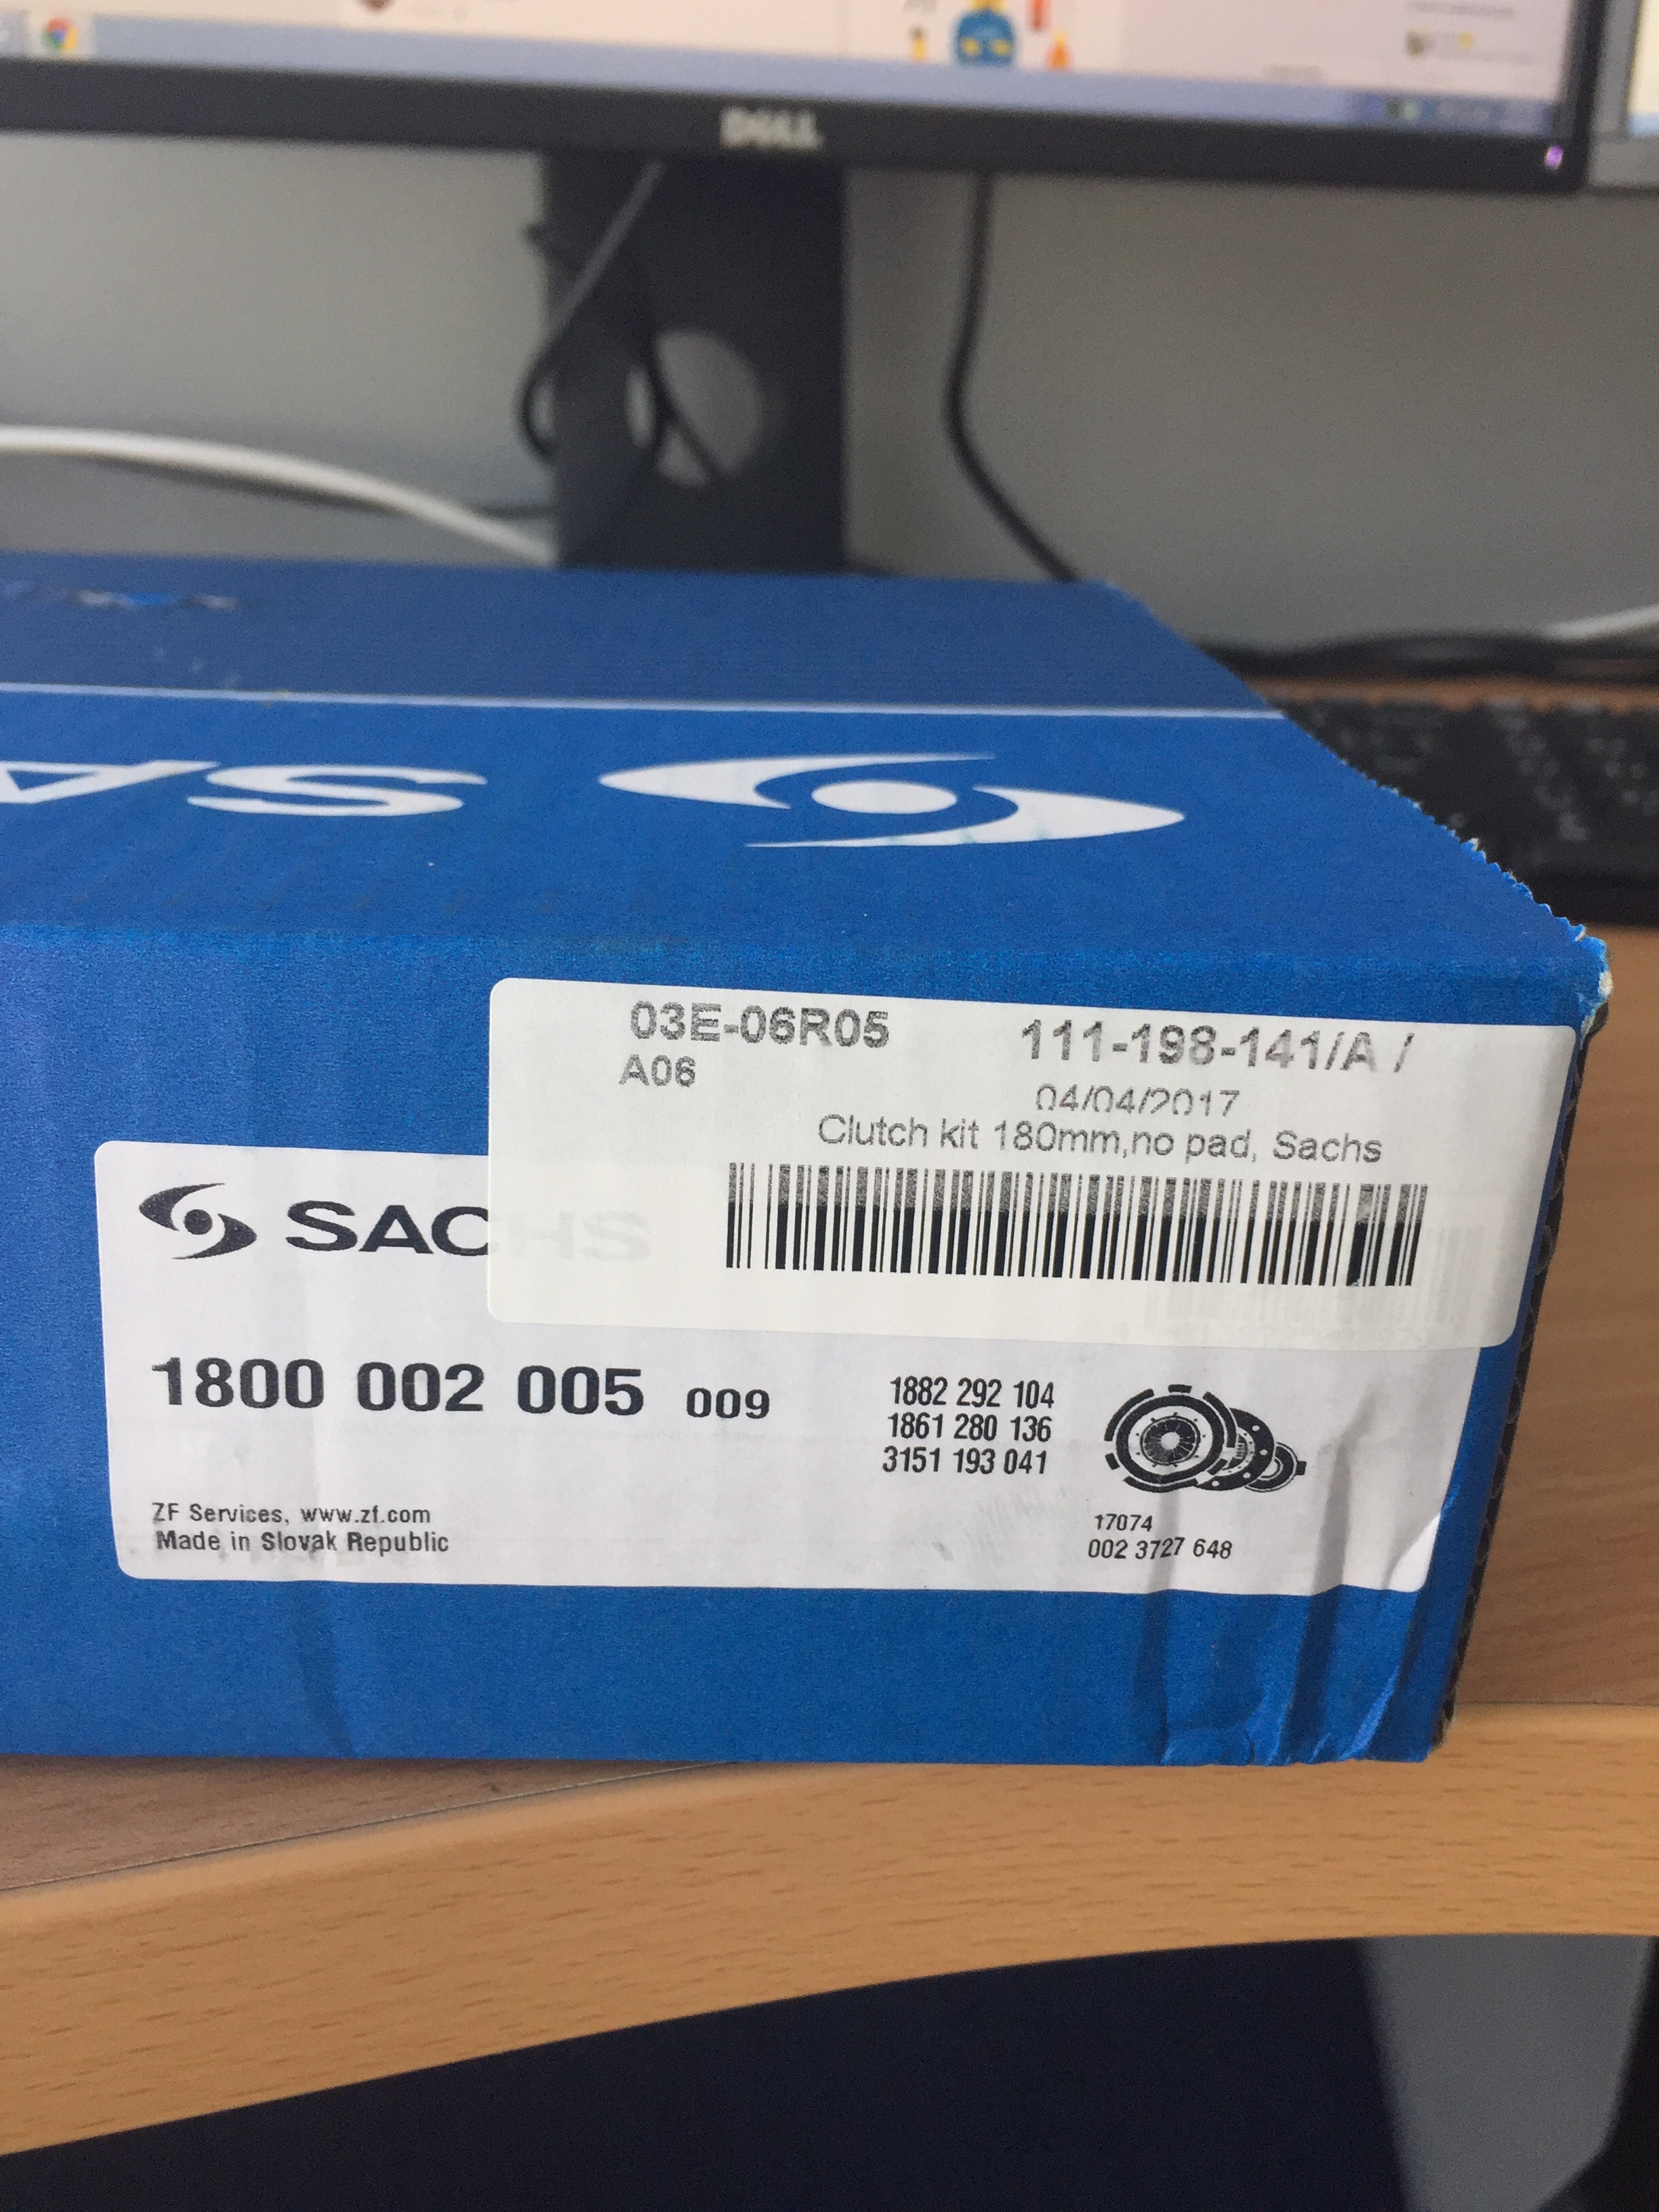 DELL
SA
03E-06R05 111-198-141/A /
A06
04/04/2017
Clutch kit 180mm,no pad, Sachs
SACHS
1800 002 005 009
1882 292 104
1861 280 136
3151 193 041
ZF Services, www.zf.com
Made in Slovak Republic
17074
002 3727 648